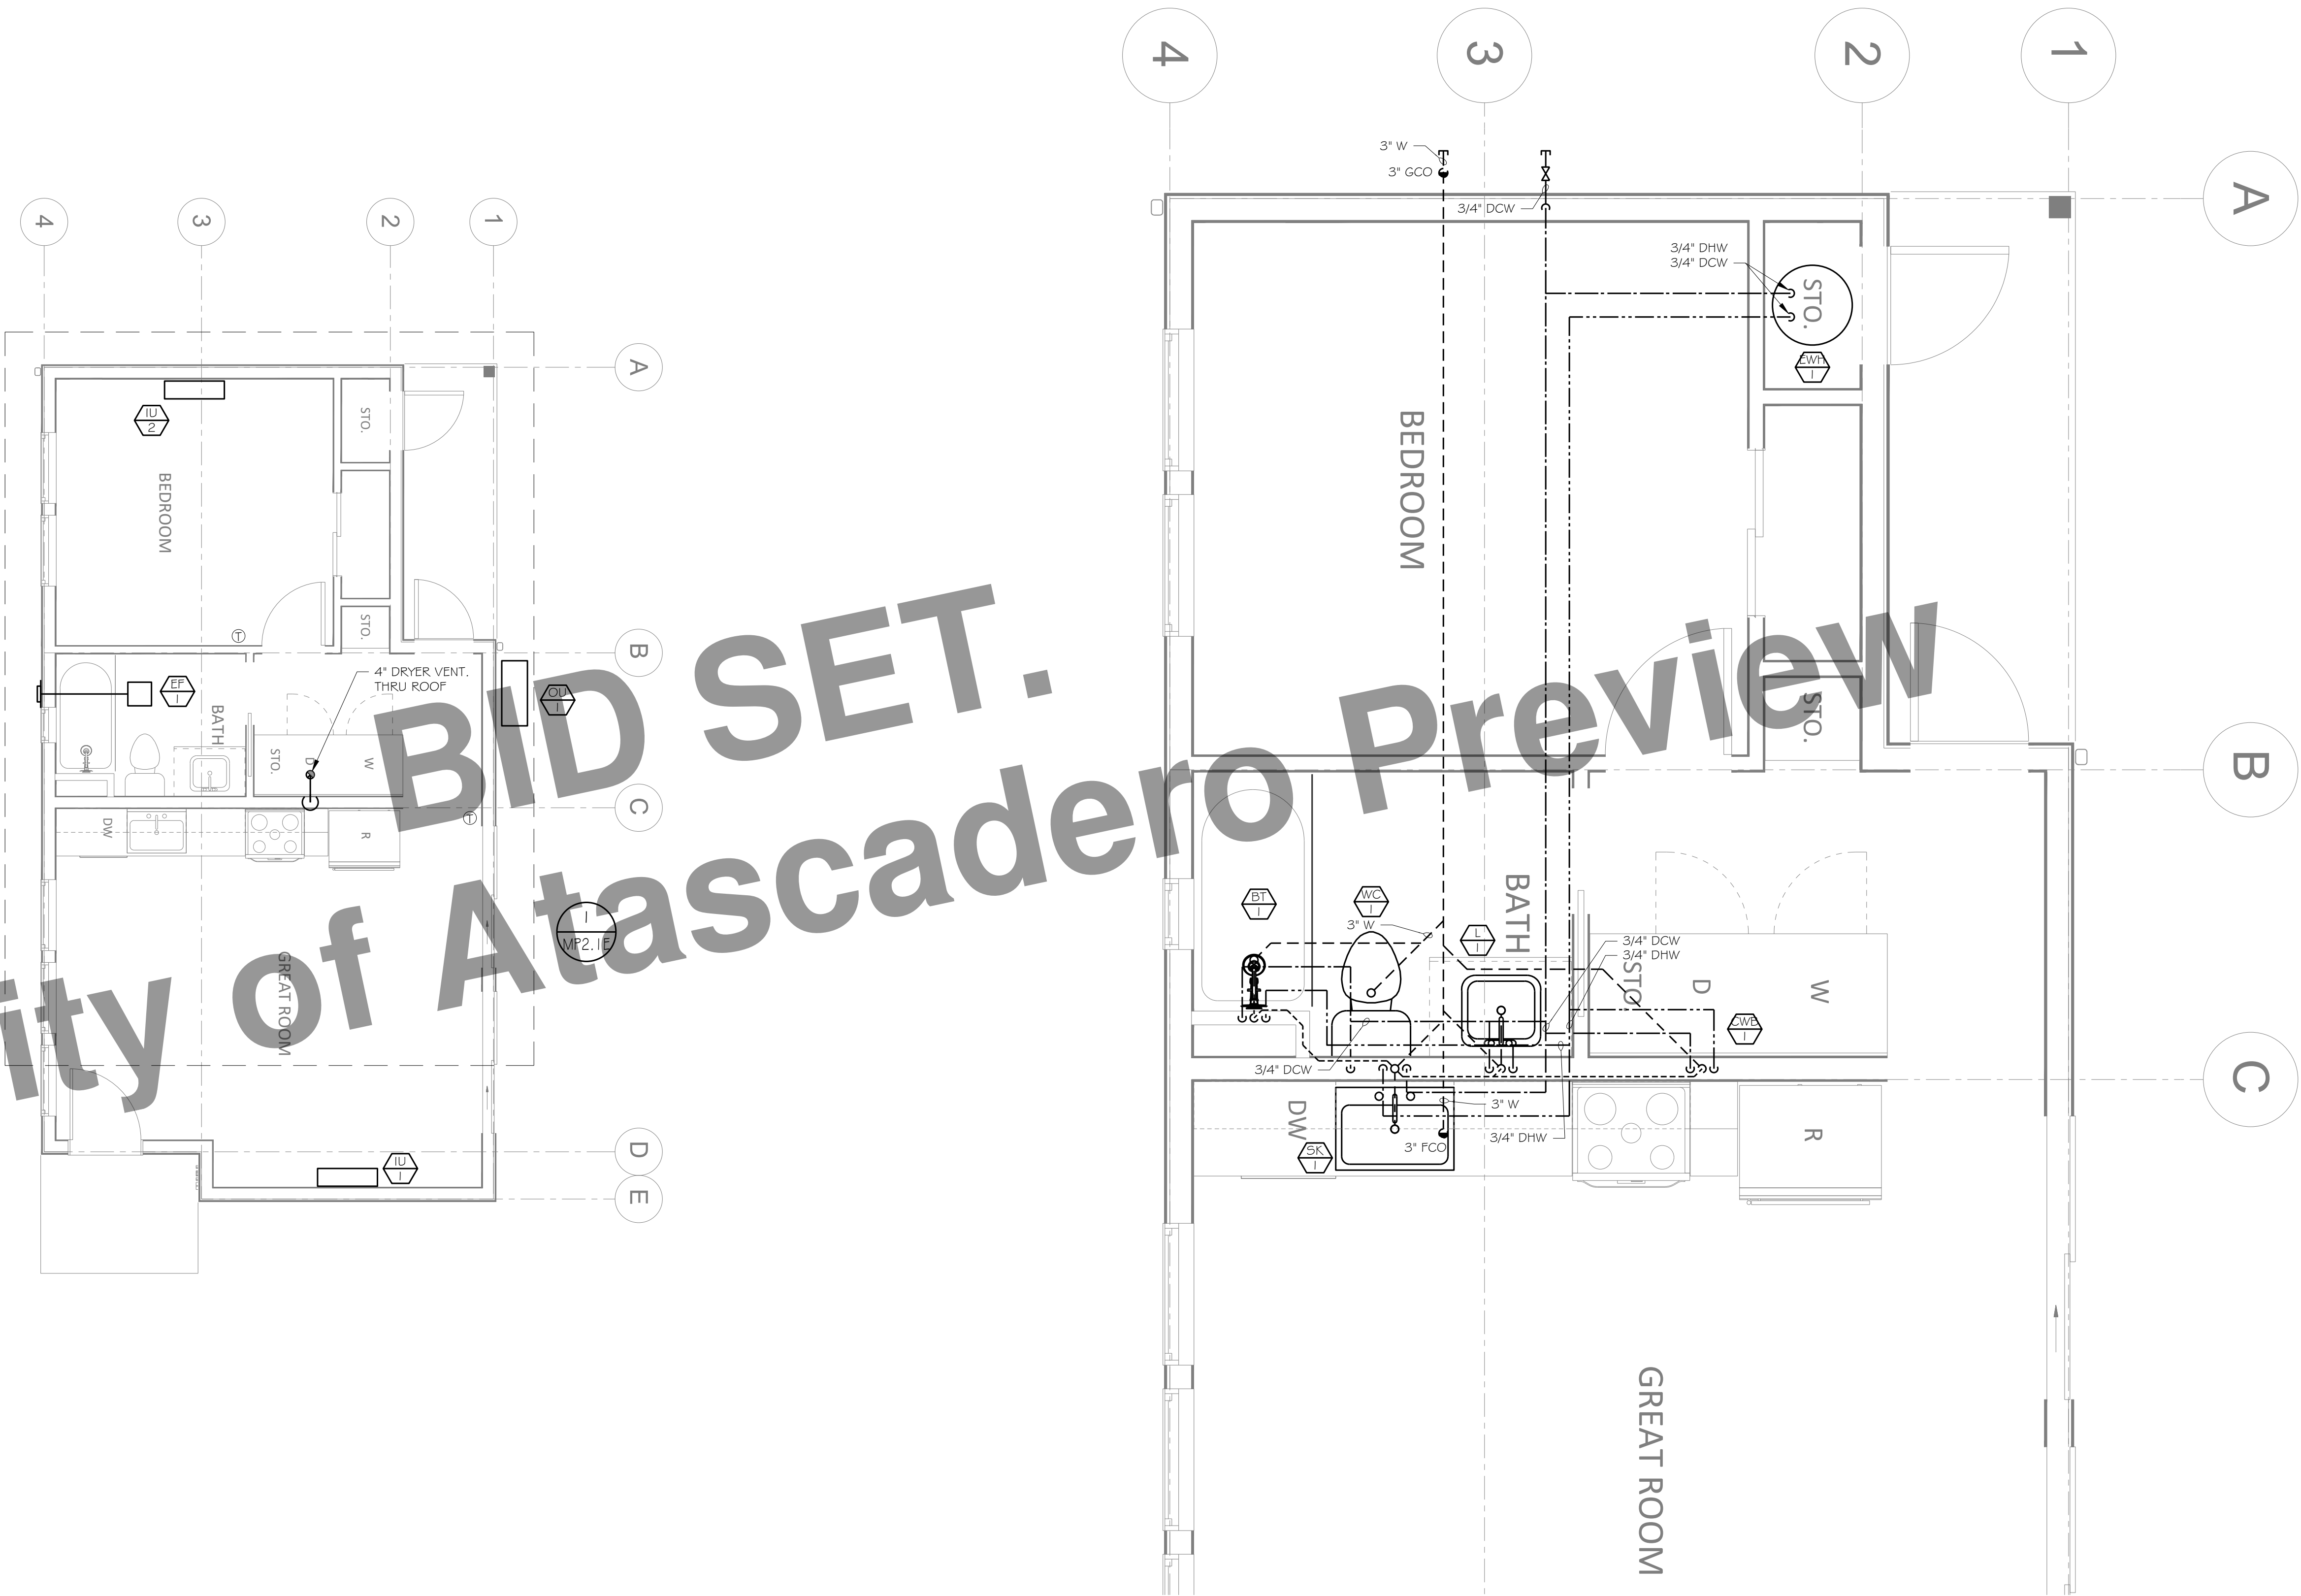 4
3
2
1
A
B
C
D
E
IU
2
STO.
BEDROOM
T
STO.
4" DRYER VENT.
THRU ROOF
EF
1
OU
1
BATH
STO.
D
W
DW
R
T
1
MP2.1E
GREAT ROOM
IU
1
4
3
2
1
A
B
C
3" W
3" GCO
3/4" DCW
3/4" DHW
3/4" DCW
STO.
EWH
1
BEDROOM
STO.
BT
1
WC
1
3" W
L
1
BATH
3/4" DCW
3/4" DHW
STO.
D
W
CWB
1
3/4" DCW
3" W
3/4" DHW
3" FCO
DW
SK
1
R
GREAT ROOM
BID SET.
ity of Atascadero Preview